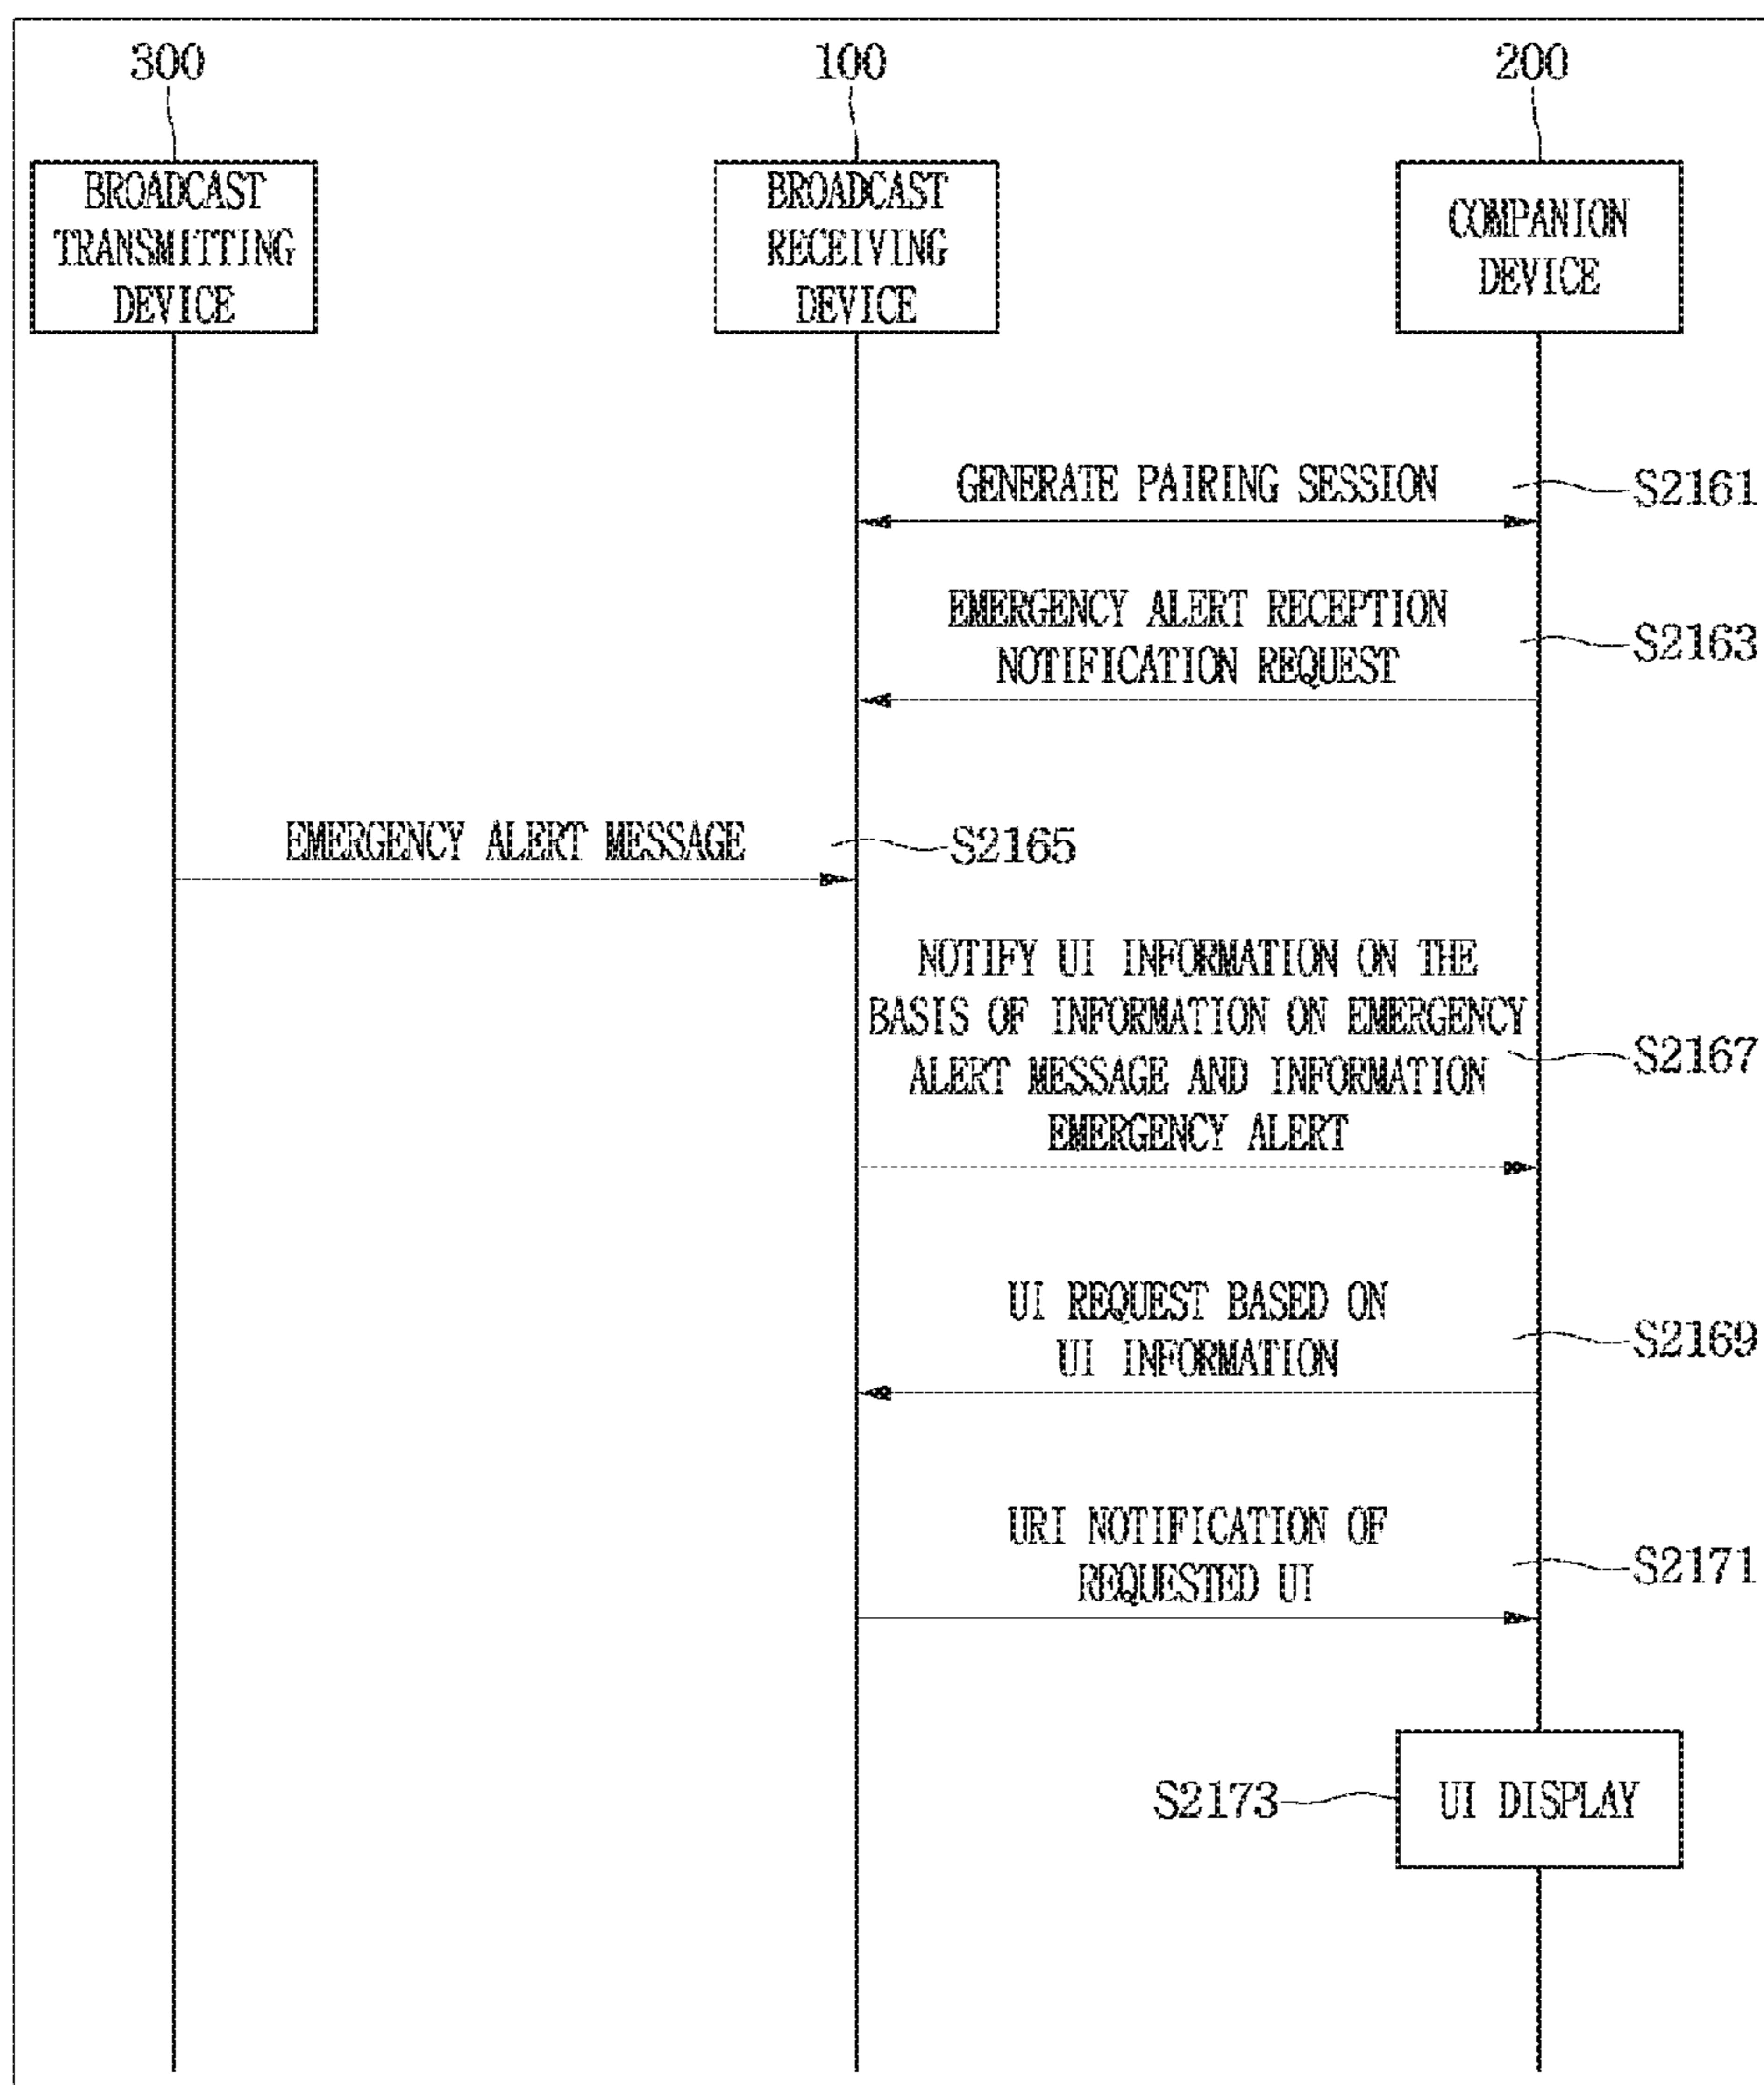 300
100
200
BROADCAST
TRANSMITTING
DEVICE
BROADCAST
RECEIVING
DEVICE
COMPANION
DEVICE
GENERATE PAIRING SESSION
S2161
EMERGENCY ALERT RECEPTION
NOTIFICATION REQUEST
S2163
EMERGENCY ALERT MESSAGE
S2165
NOTIFY UI INFORMATION ON THE
BASIS OF INFORMATION ON EMERGENCY
ALERT MESSAGE AND INFORMATION
EMERGENCY ALERT
S2167
UI REQUEST BASED ON
UI INFORMATION
S2169
URI NOTIFICATION OF
REQUESTED UI
S2171
S2173
UI DISPLAY